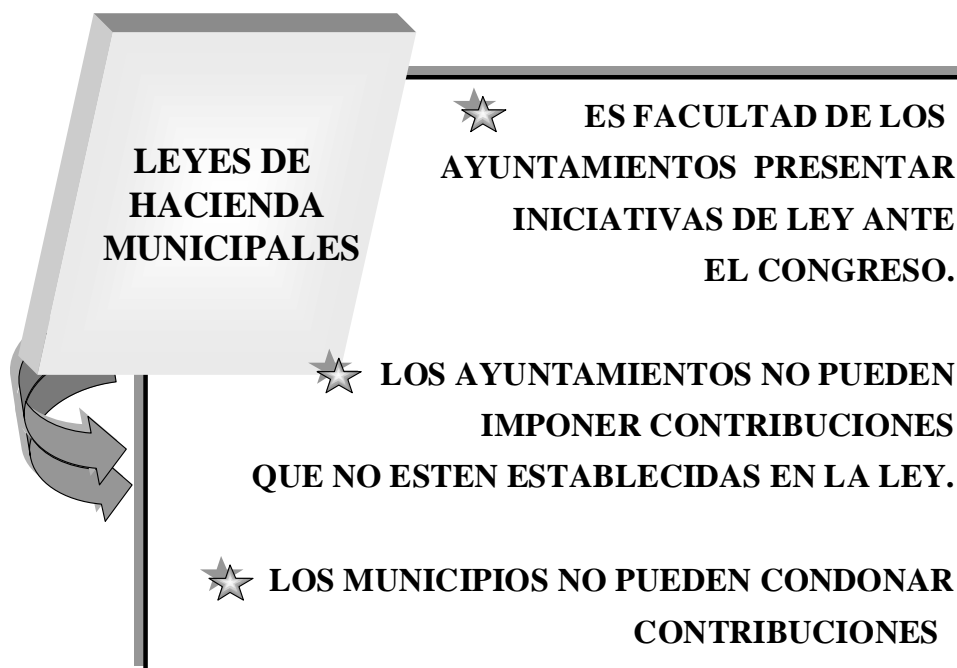 LEYES DE
HACIENDA
MUNICIPALES
ES FACULTAD DE LOS
AYUNTAMIENTOS PRESENTAR
INICIATIVAS DE LEY ANTE
EL CONGRESO.
LOS AYUNTAMIENTOS NO PUEDEN
IMPONER CONTRIBUCIONES
QUE NO ESTEN ESTABLECIDAS EN LA LEY.
LOS MUNICIPIOS NO PUEDEN CONDONAR
CONTRIBUCIONES